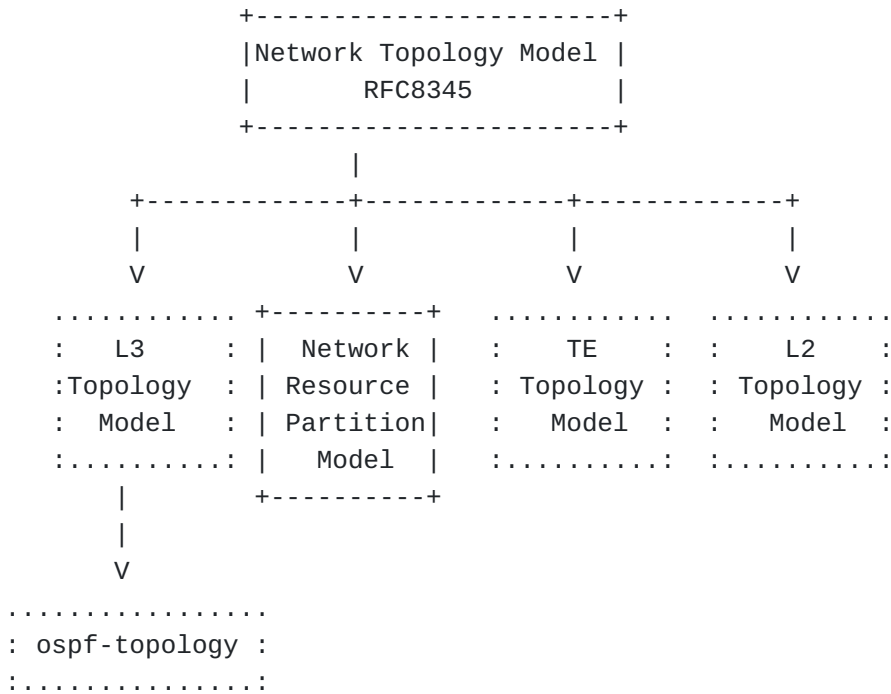 Network Topology Model
RFC8345
V V V V
L3 Network TE L2
Topology Resource Topology Topology
Model Partition Model Model
Model
V
ospf-topology